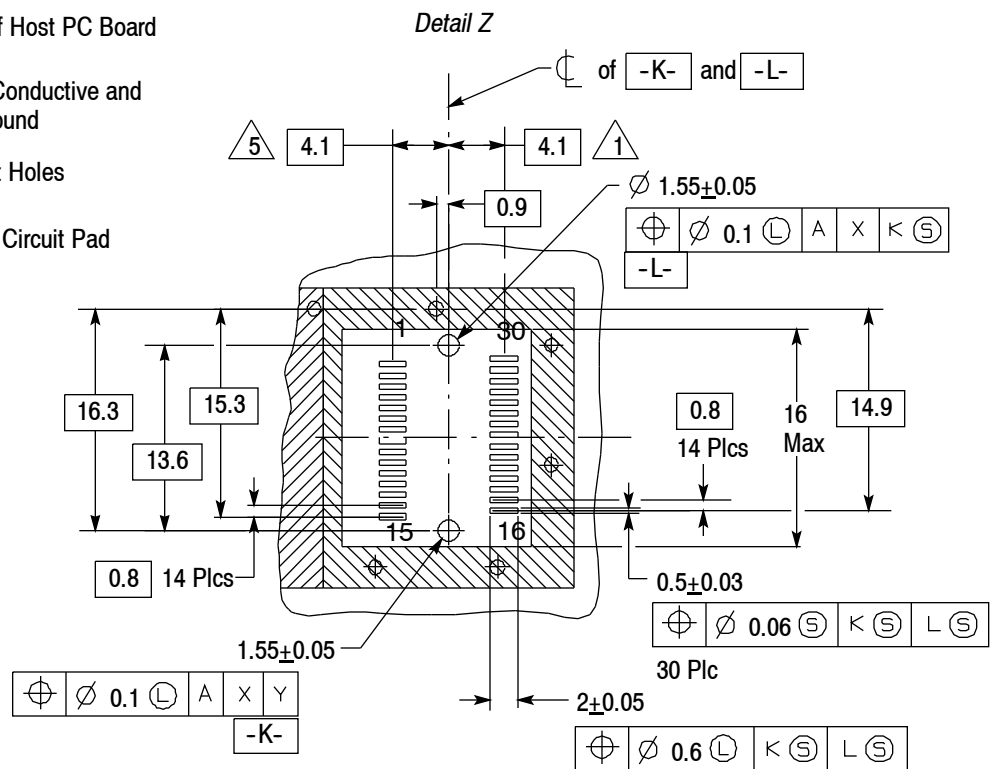 f Host PC Board
Detail Z
of -K- and -L-
Conductive and
ound
5 4.1 4.1 1
t Holes
∅ 1.55±0.05
0.9
∅ 0.1 Ⓛ A X K Ⓢ
Circuit Pad
-L-
1 30
16.3
15.3
13.6
0.8
14 Plcs
16
Max
14.9
15 16
0.8 14 Plcs
0.5±0.03
∅ 0.06 Ⓢ K Ⓢ L Ⓢ
30 Plc
1.55±0.05
∅ 0.1 Ⓛ A X Y
-K-
2±0.05
∅ 0.6 Ⓛ K Ⓢ L Ⓢ